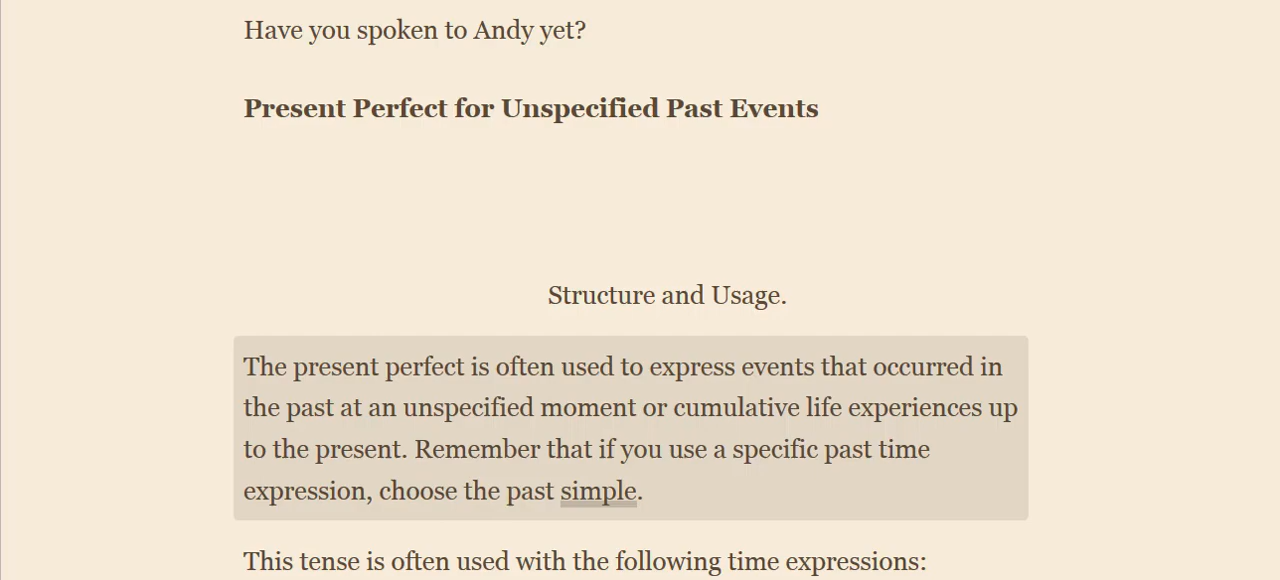 Have you spoken to Andy yet?
Present Perfect for Unspecified Past Events
Structure and Usage.
The present perfect is often used to express events that occurred in
the past at an unspecified moment or cumulative life experiences up
to the present. Remember that if you use a specific past time
expression, choose the past simple.
This tense is often used with the following time expressions: